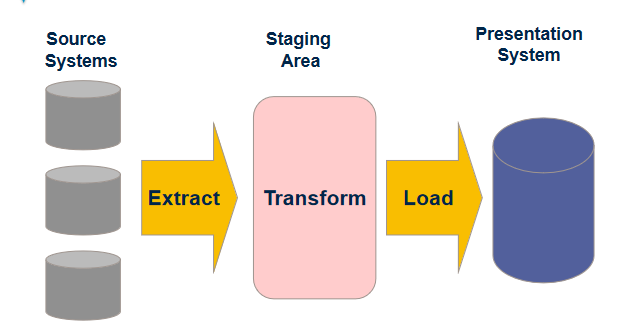 Source
Systems
Staging
Area
Presentation
System
Extract
Transform
Load